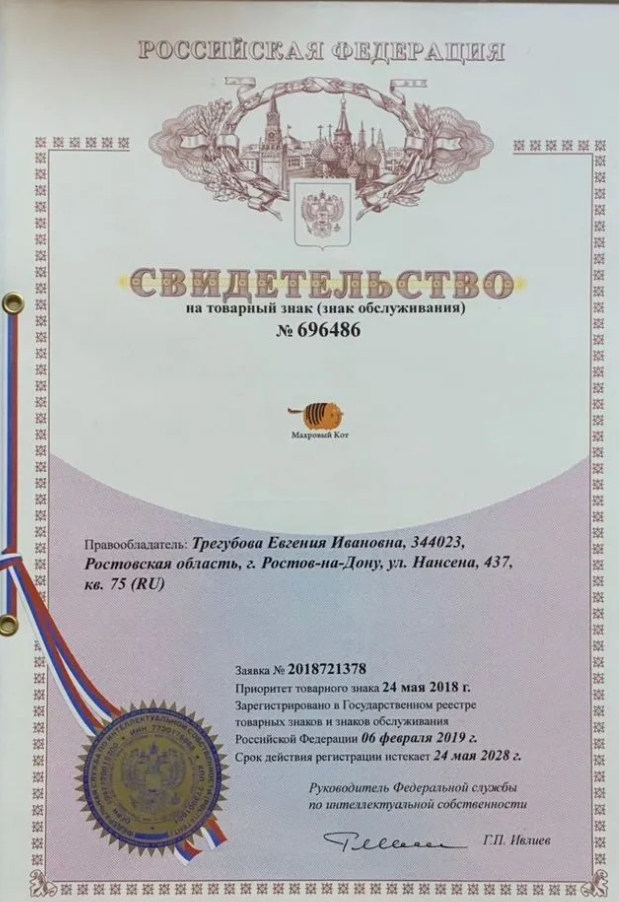 РОССИЙСКАЯ ФЕДЕРАЦИЯ
СВИДЕТЕЛЬСТВО
на товарный знак (знак обслуживания)
№ 696486
Махровый Кот
Правообладатель: Трегубова Евгения Ивановна, 344023,
Ростовская область, г. Ростов-на-Дону, ул. Нансена, 437,
кв. 75 (RU)
Заявка № 2018721378
Приоритет товарного знака 24 мая 2018 г.
Зарегистрировано в Государственном реестре
товарных знаков и знаков обслуживания
Российской Федерации 06 февраля 2019 г.
Срок действия регистрации истекает 24 мая 2028 г.
Руководитель Федеральной службы
по интеллектуальной собственности
Г.П. Ивлиев